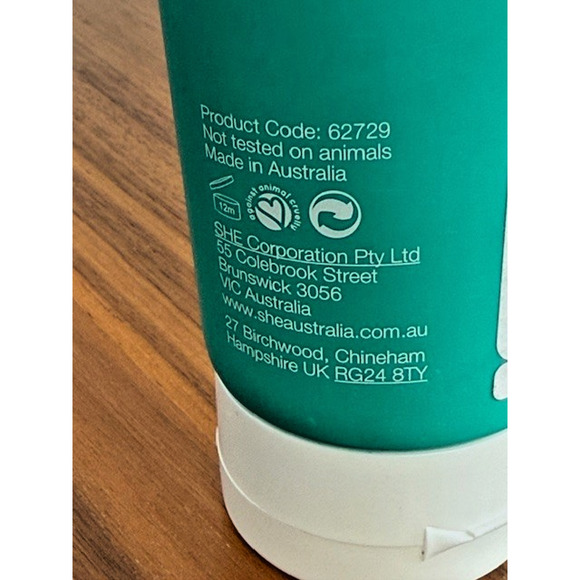 Product Code: 62729
Not tested on animals
Made in Australia
12m
against animal cruelty
SHE Corporation Pty Ltd
55 Colebrook Street
Brunswick 3056
VIC Australia
www.sheaustralia.com.au
27 Birchwood, Chineham
Hampshire UK RG24 8TY